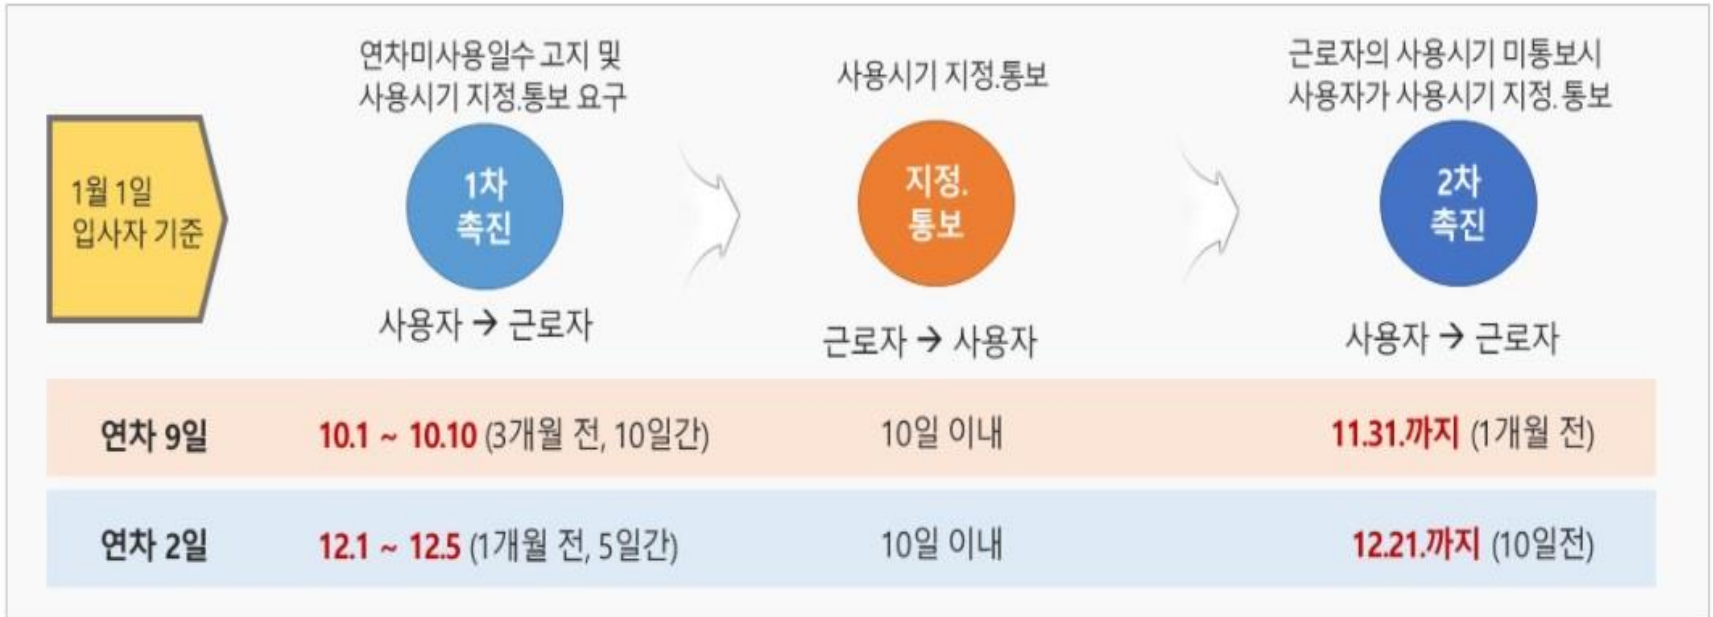 연차미사용일수 고지 및
사용시기 지정.통보 요구
사용시기 지정.통보
근로자의 사용시기 미통보시
사용자가 사용시기 지정. 통보
1월 1일
입사자 기준
1차
촉진
지정.
통보
2차
촉진
사용자 → 근로자
근로자 → 사용자
사용자 → 근로자
연차 9일 10.1 ~ 10.10 (3개월 전, 10일간) 10일 이내 11.31.까지 (1개월 전)
연차 2일 12.1 ~ 12.5 (1개월 전, 5일간) 10일 이내 12.21.까지 (10일전)